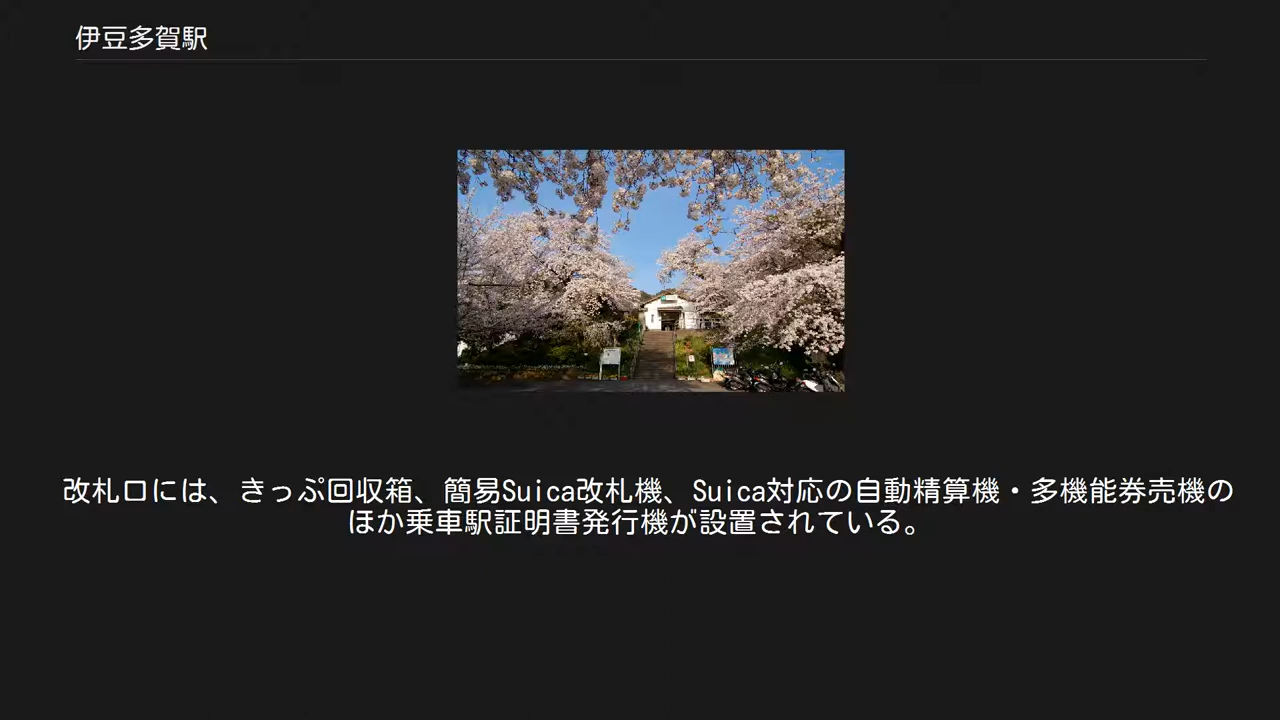 伊豆多賀駅
改札口には、きっぷ回収箱、簡易Suica改札機、Suica対応の自動精算機・多機能券売機の
ほか乗車駅証明書発行機が設置されている。